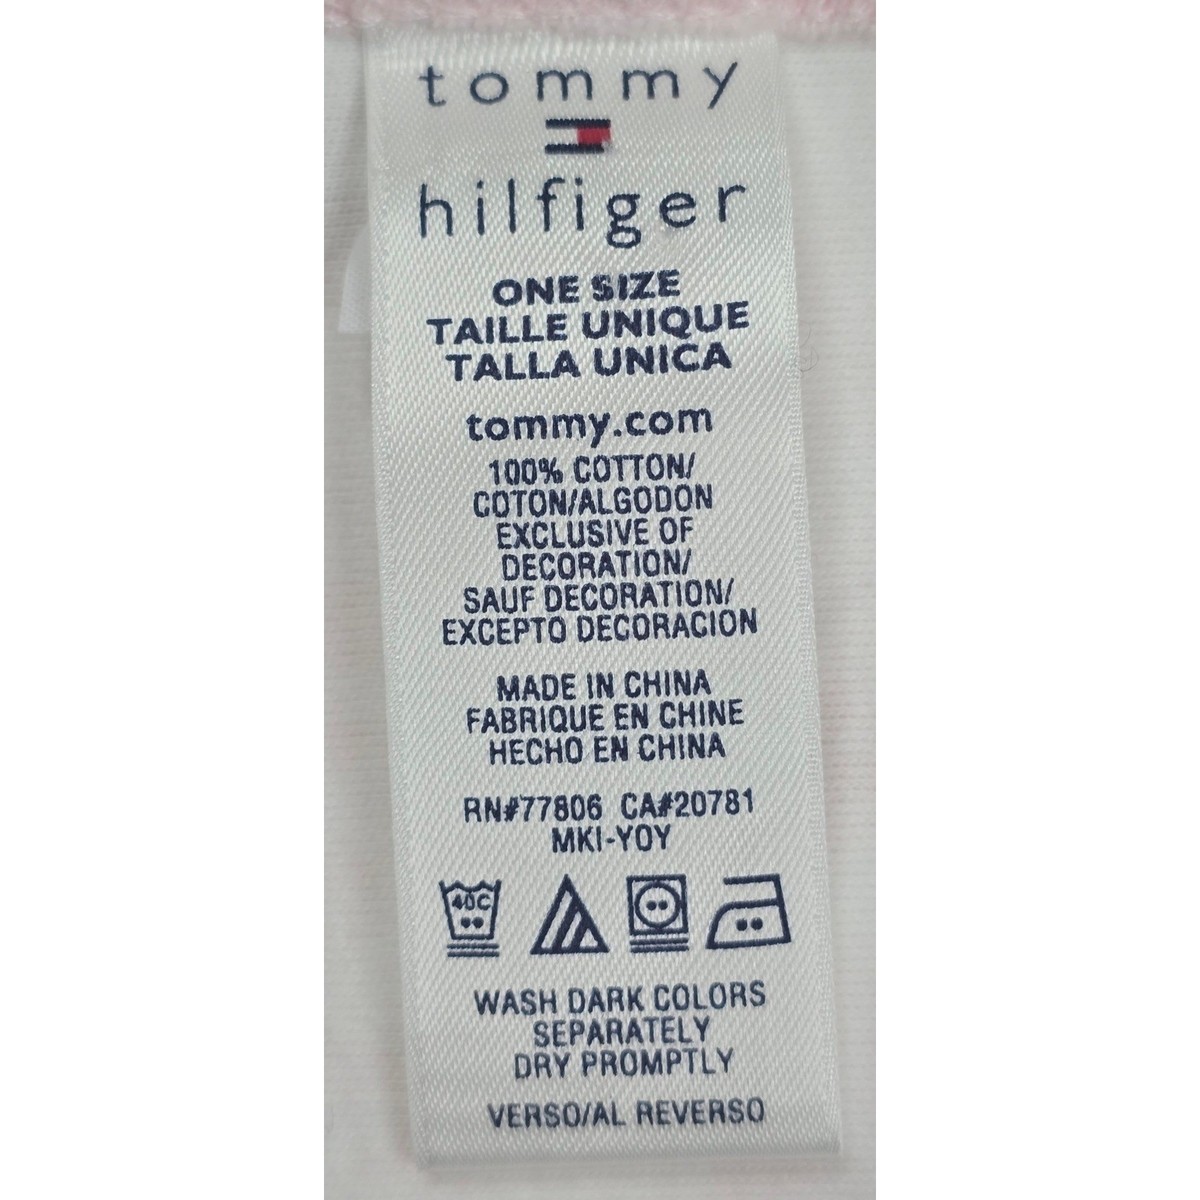 tommy
hilfiger
ONE SIZE
TAILLE UNIQUE
TALLA UNICA
tommy.com
100% COTTON/
COTON/ALGODON
EXCLUSIVE OF
DECORATION/
SAUF DECORATION/
EXCEPTO DECORACION
MADE IN CHINA
FABRIQUE EN CHINE
HECHO EN CHINA
RN#77806 CA#20781
MKI-YOY
40C
WASH DARK COLORS
SEPARATELY
DRY PROMPTLY
VERSO/AL REVERSO